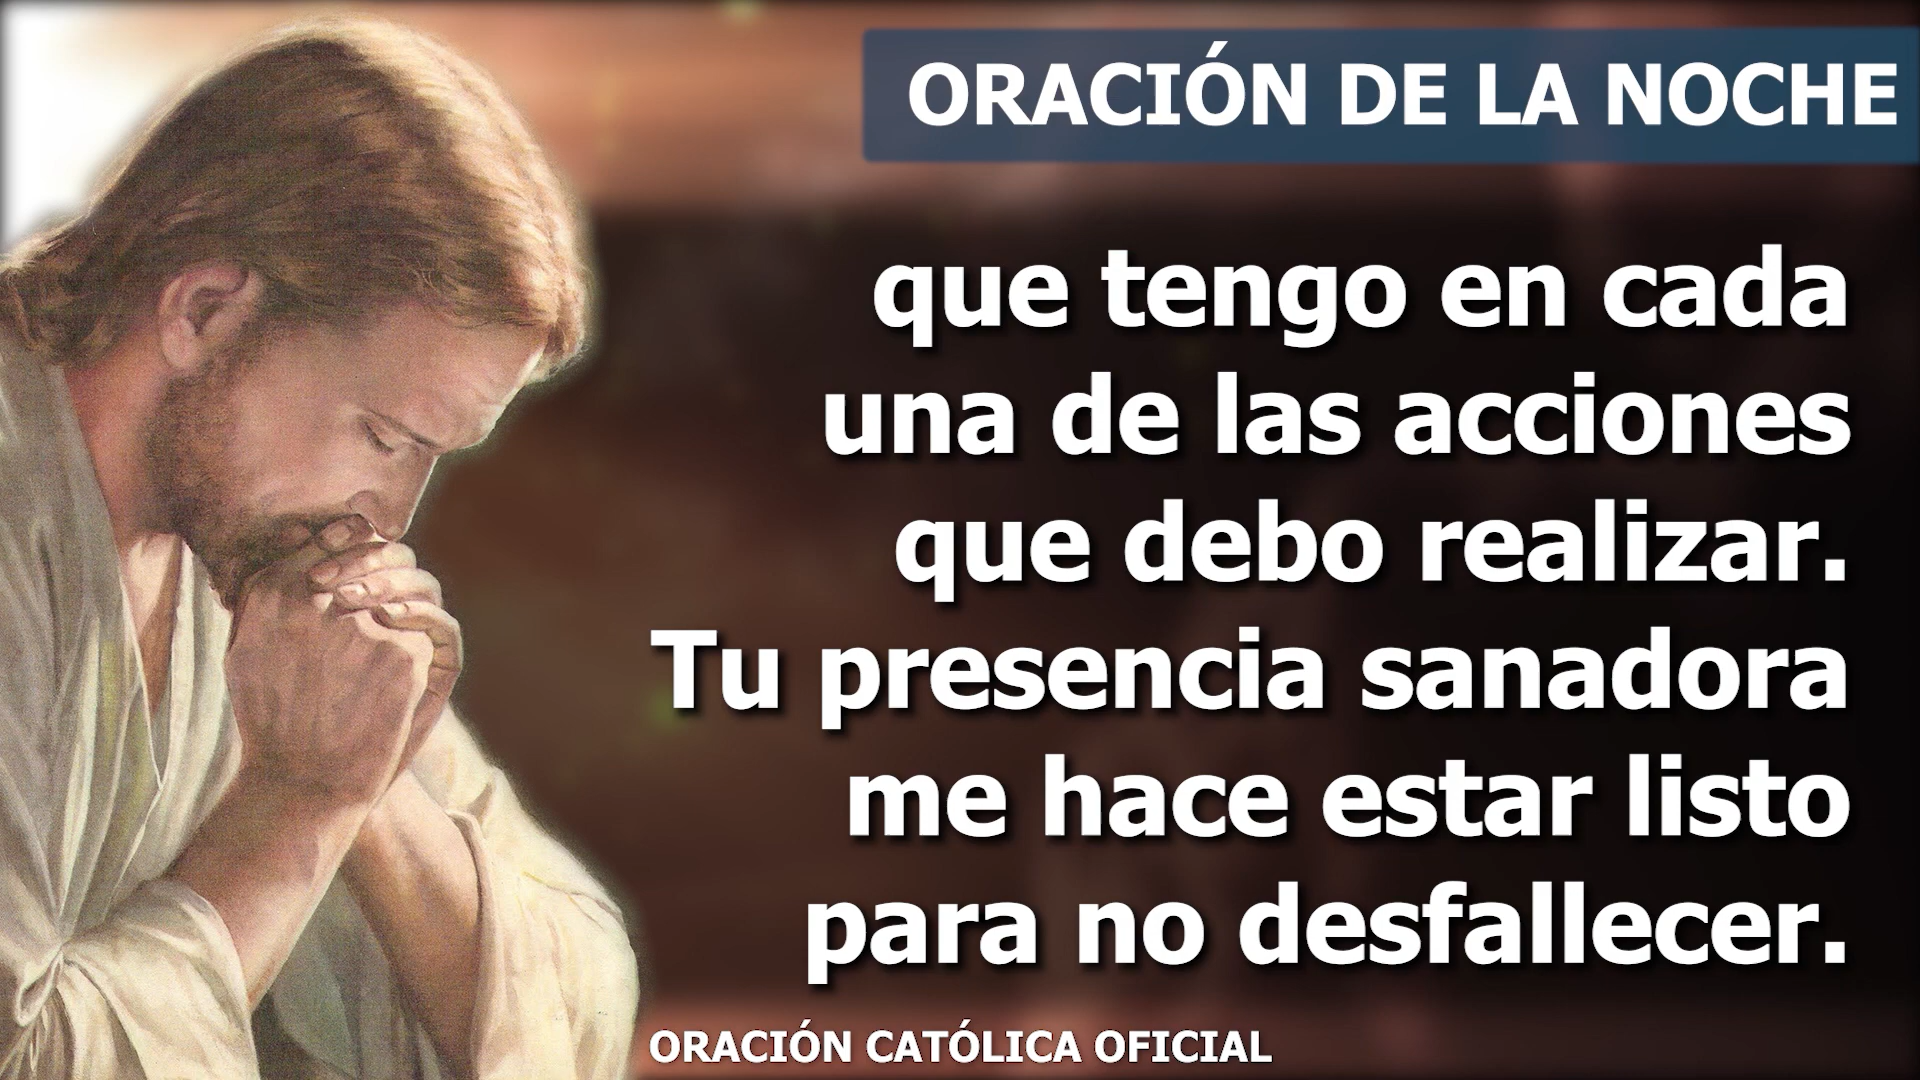 ORACIÓN DE LA NOCHE
que tengo en cada
una de las acciones
que debo realizar.
Tu presencia sanadora
me hace estar listo
para no desfallecer.
ORACIÓN CATÓLICA OFICIAL